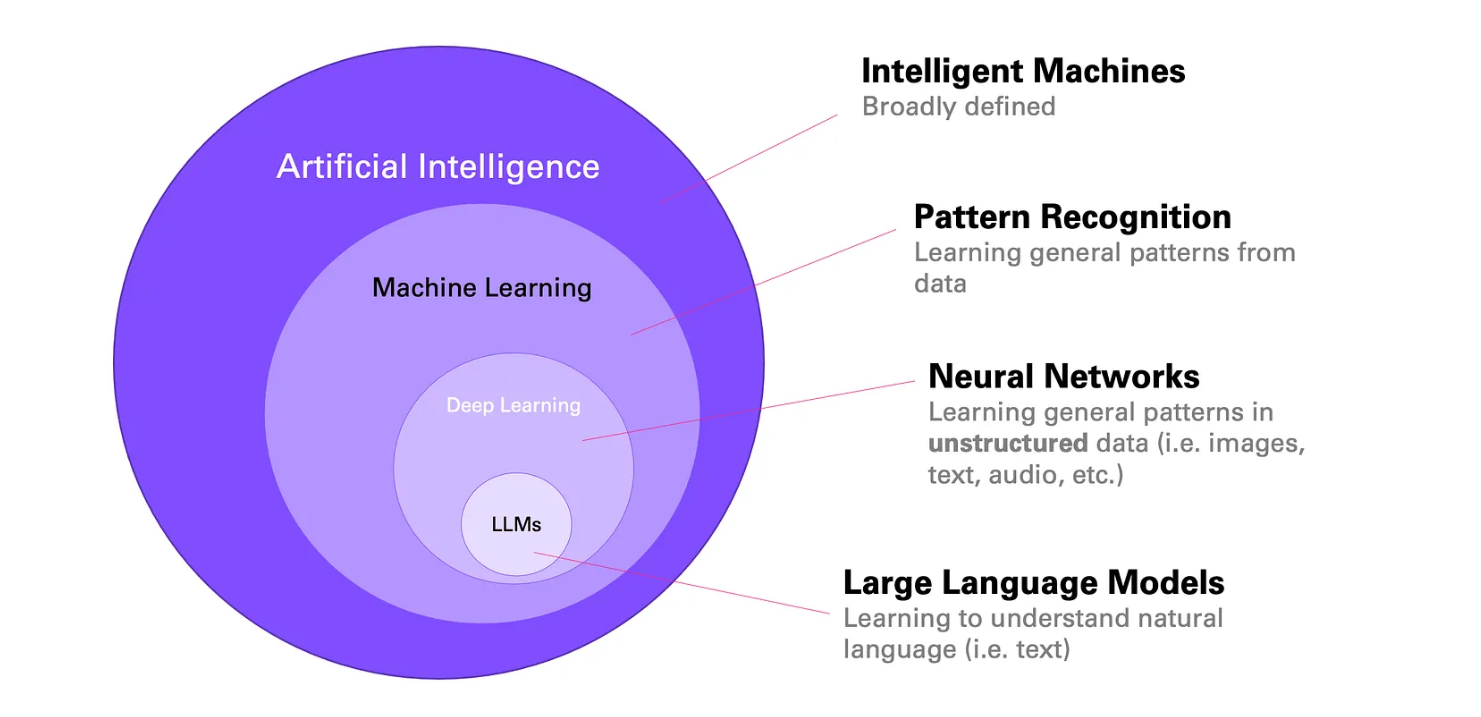 Artificial Intelligence
Machine Learning
Deep Learning
LLMs
Intelligent Machines
Broadly defined
Pattern Recognition
Learning general patterns from
data
Neural Networks
Learning general patterns in
unstructured data (i.e. images,
text, audio, etc.)
Large Language Models
Learning to understand natural
language (i.e. text)